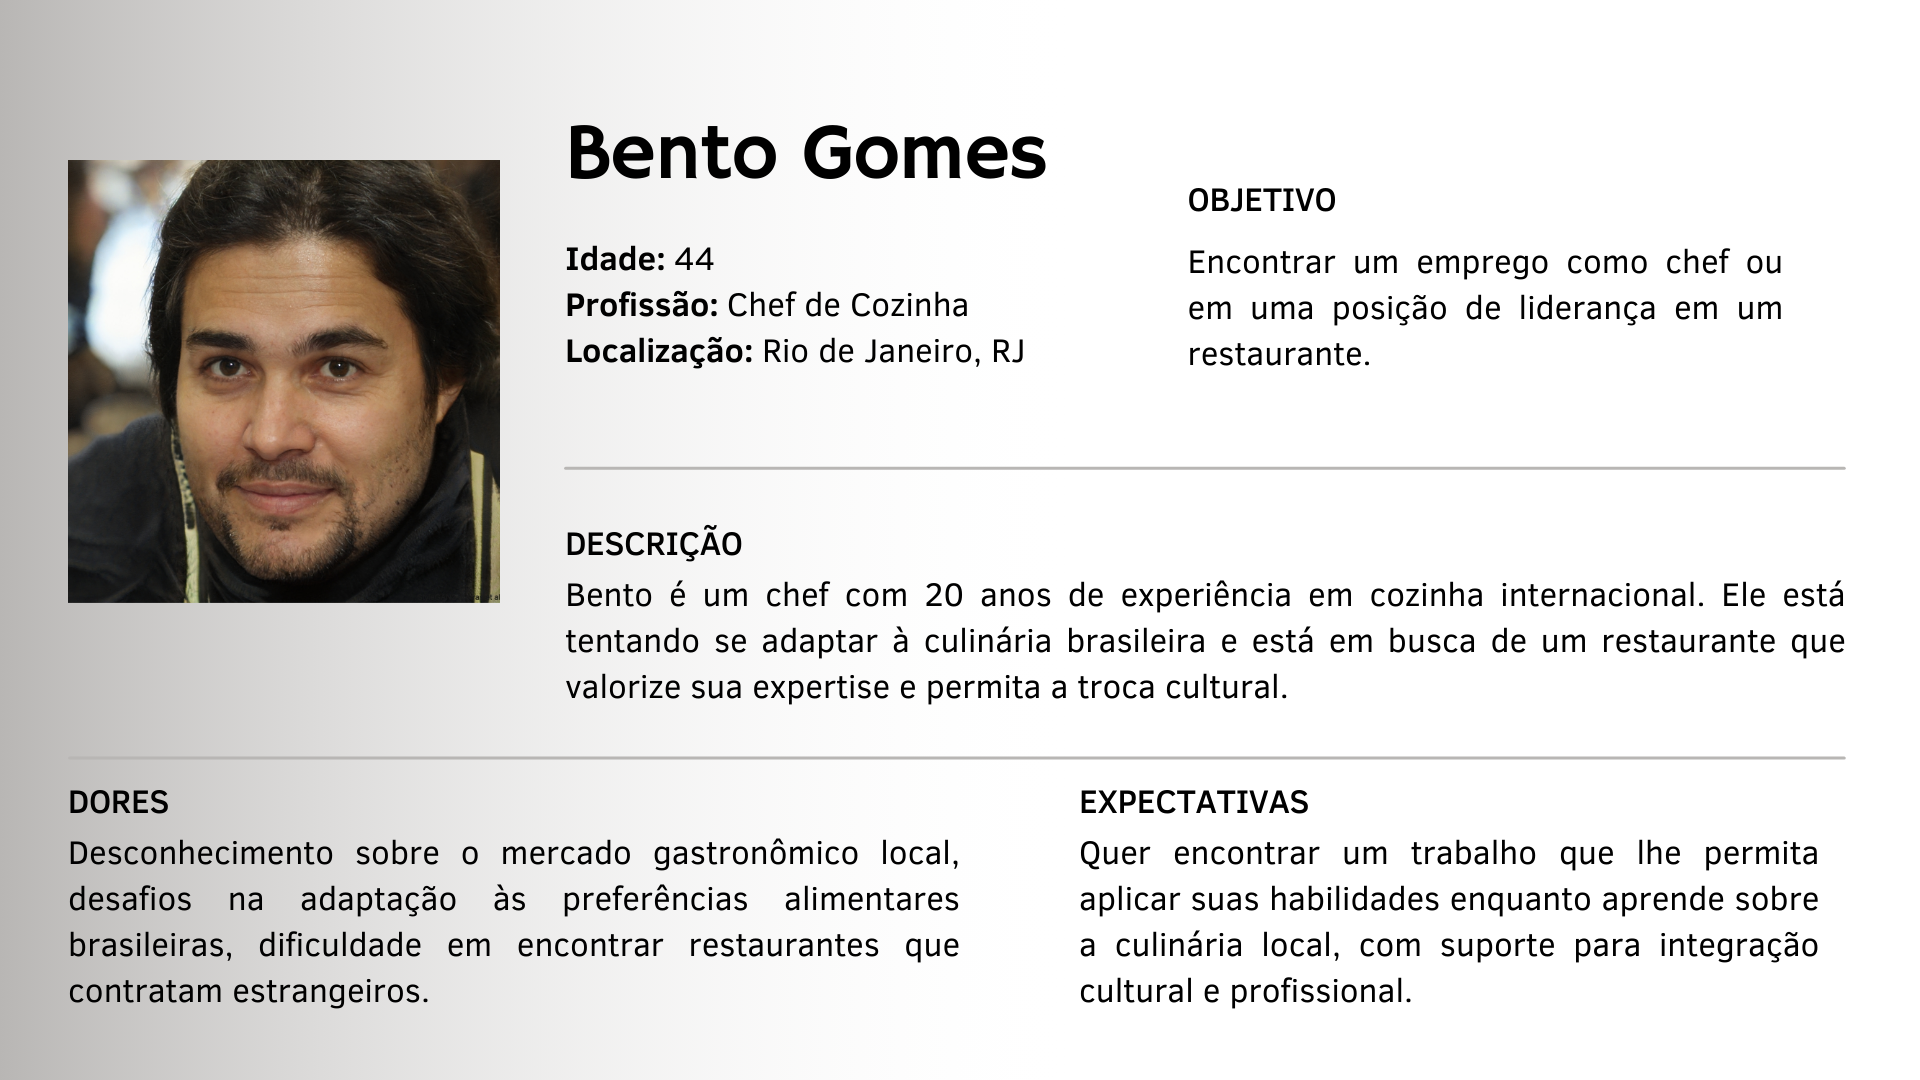 Bento Gomes
Idade: 44
Profissão: Chef de Cozinha
Localização: Rio de Janeiro, RJ
OBJETIVO
Encontrar um emprego como chef ou
em uma posição de liderança em um
restaurante.
DESCRIÇÃO
Bento é um chef com 20 anos de experiência em cozinha internacional. Ele está
tentando se adaptar à culinária brasileira e está em busca de um restaurante que
valorize sua expertise e permita a troca cultural.
DORES
Desconhecimento sobre o mercado gastronômico local,
desafios na adaptação às preferências alimentares
brasileiras, dificuldade em encontrar restaurantes que
contratam estrangeiros.
EXPECTATIVAS
Quer encontrar um trabalho que lhe permita
aplicar suas habilidades enquanto aprende sobre
a culinária local, com suporte para integração
cultural e profissional.